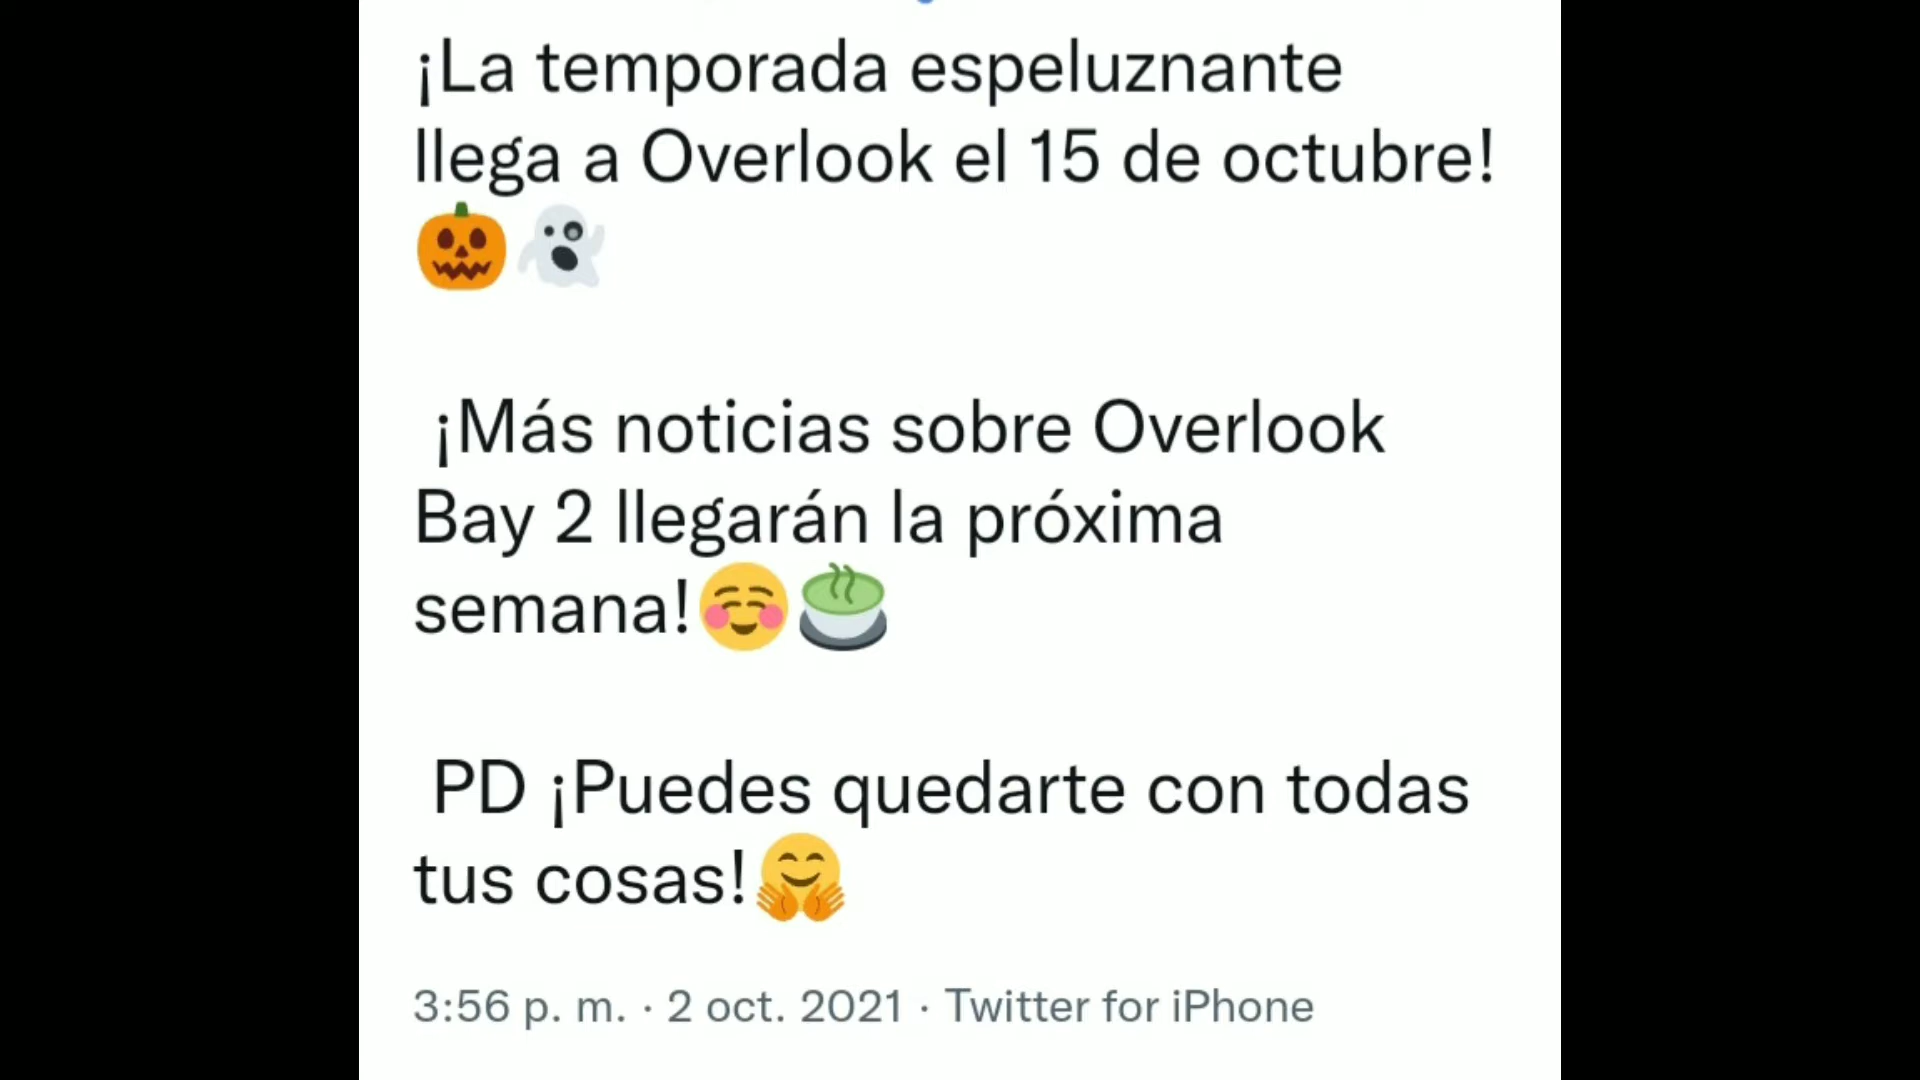 ¡La temporada espeluznante
llega a Overlook el 15 de octubre!
🎃👻
¡Más noticias sobre Overlook
Bay 2 llegarán la próxima
semana!☺️🍵
PD ¡Puedes quedarte con todas
tus cosas!🤗
3:56 p. m. · 2 oct. 2021 · Twitter for iPhone